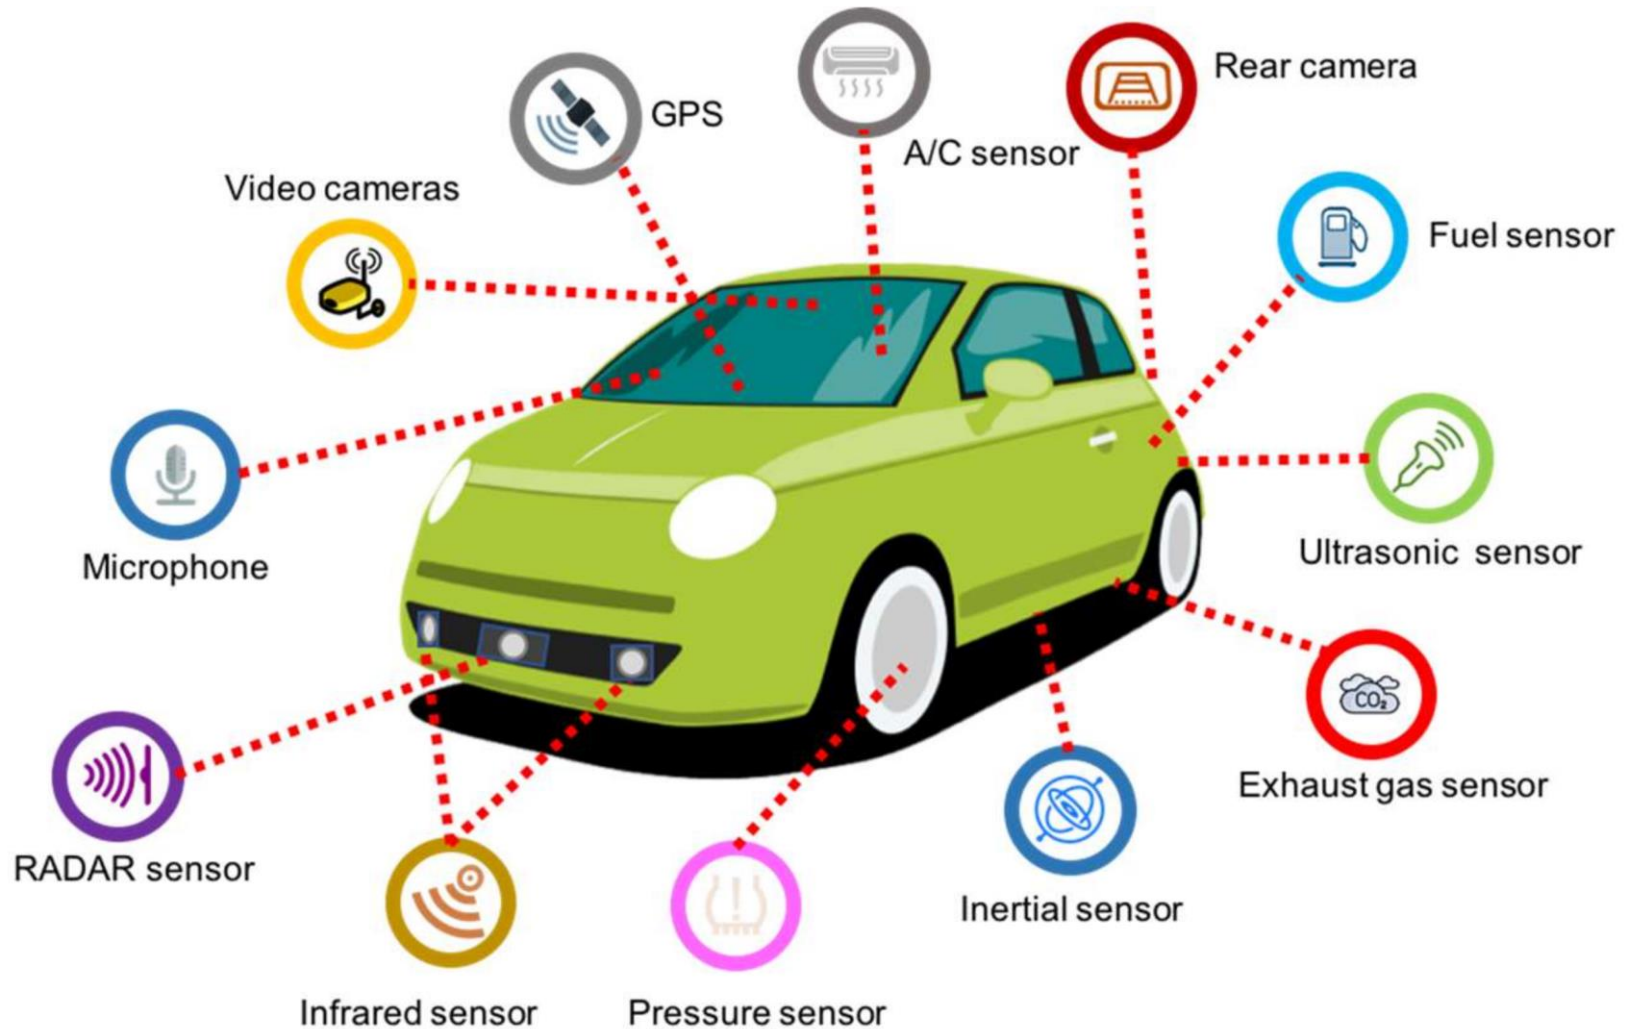 Rear camera
GPS
A/C sensor
Video cameras
Fuel sensor
Microphone
Ultrasonic sensor
CO₂
Exhaust gas sensor
RADAR sensor
Inertial sensor
Infrared sensor
Pressure sensor